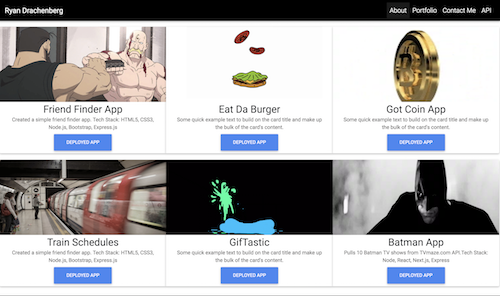 Ryan Drachenberg
About Portfolio Contact Me API
Friend Finder App
Created a simple friend finder app. Tech Stack: HTML5, CSS3,
Node.js, Bootstrap, Express.js
DEPLOYED APP
Eat Da Burger
Some quick example text to build on the card title and make up
the bulk of the card's content.
DEPLOYED APP
Got Coin App
Some quick example text to build on the card title and make up
the bulk of the card's content.
DEPLOYED APP
Train Schedules
Created a simple friend finder app. Tech Stack: HTML5, CSS3,
Node.js, Bootstrap, Express.js
DEPLOYED APP
GifTastic
Some quick example text to build on the card title and make up
the bulk of the card's content.
DEPLOYED APP
Batman App
Pulls 10 Batman TV shows from TVmaze.com API.Tech Stack:
Node, React, Next.js, Express
DEPLOYED APP